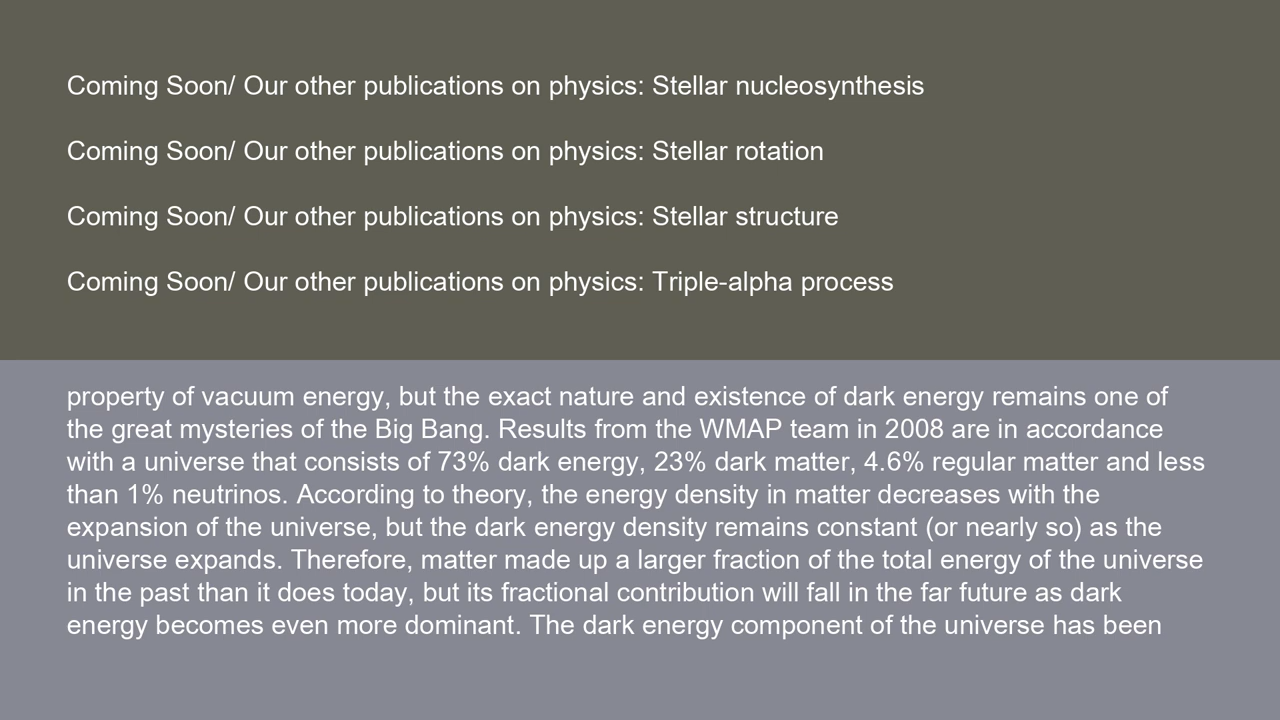 Coming Soon/ Our other publications on physics: Stellar nucleosynthesis
Coming Soon/ Our other publications on physics: Stellar rotation
Coming Soon/ Our other publications on physics: Stellar structure
Coming Soon/ Our other publications on physics: Triple-alpha process
property of vacuum energy, but the exact nature and existence of dark energy remains one of
the great mysteries of the Big Bang. Results from the WMAP team in 2008 are in accordance
with a universe that consists of 73% dark energy, 23% dark matter, 4.6% regular matter and less
than 1% neutrinos. According to theory, the energy density in matter decreases with the
expansion of the universe, but the dark energy density remains constant (or nearly so) as the
universe expands. Therefore, matter made up a larger fraction of the total energy of the universe
in the past than it does today, but its fractional contribution will fall in the far future as dark
energy becomes even more dominant. The dark energy component of the universe has been